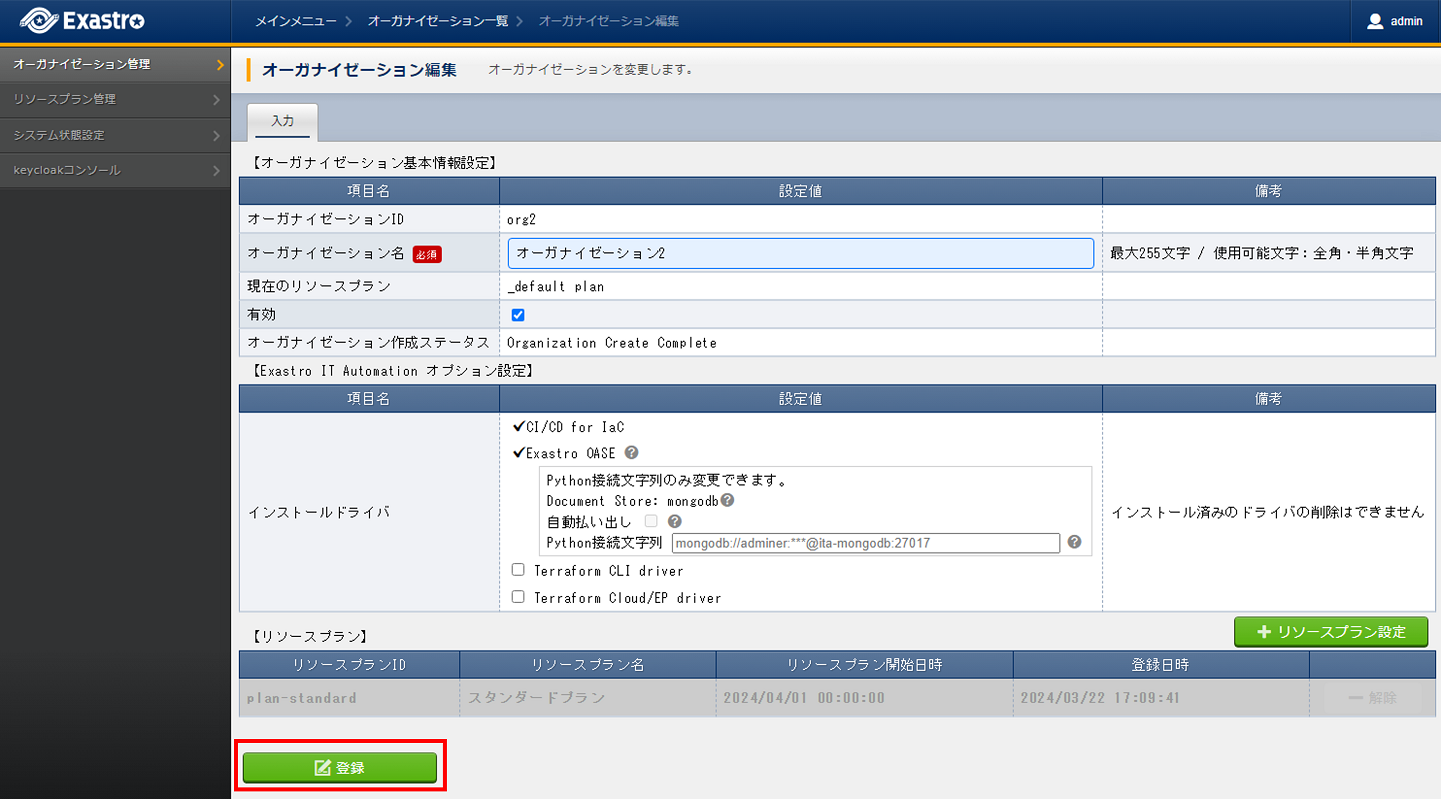 Exastro
メインメニュー > オーガナイゼーション一覧 > オーガナイゼーション編集
admin
オーガナイゼーション管理
リソースプラン管理
システム状態設定
keycloakコンソール
オーガナイゼーション編集 オーガナイゼーションを変更します。
入力
【オーガナイゼーション基本情報設定】
項目名 設定値 備考
オーガナイゼーションID org2
オーガナイゼーション名 必須 オーガナイゼーション2 最大255文字 / 使用可能文字：全角・半角文字
現在のリソースプラン _default plan
有効
オーガナイゼーション作成ステータス Organization Create Complete
【Exastro IT Automation オプション設定】
項目名 設定値 備考
インストールドライバ
✔CI/CD for IaC
✔Exastro OASE ?
Python接続文字列のみ変更できます。
Document Store: mongodb ?
自動払い出し ?
Python接続文字列 mongodb://adminer:***@ita-mongodb:27017 ?
Terraform CLI driver
Terraform Cloud/EP driver
インストール済みのドライバの削除はできません
【リソースプラン】
＋ リソースプラン設定
リソースプランID リソースプラン名 リソースプラン開始日時 登録日時
plan-standard スタンダードプラン 2024/04/01 00:00:00 2024/03/22 17:09:41 ー 解除
登録